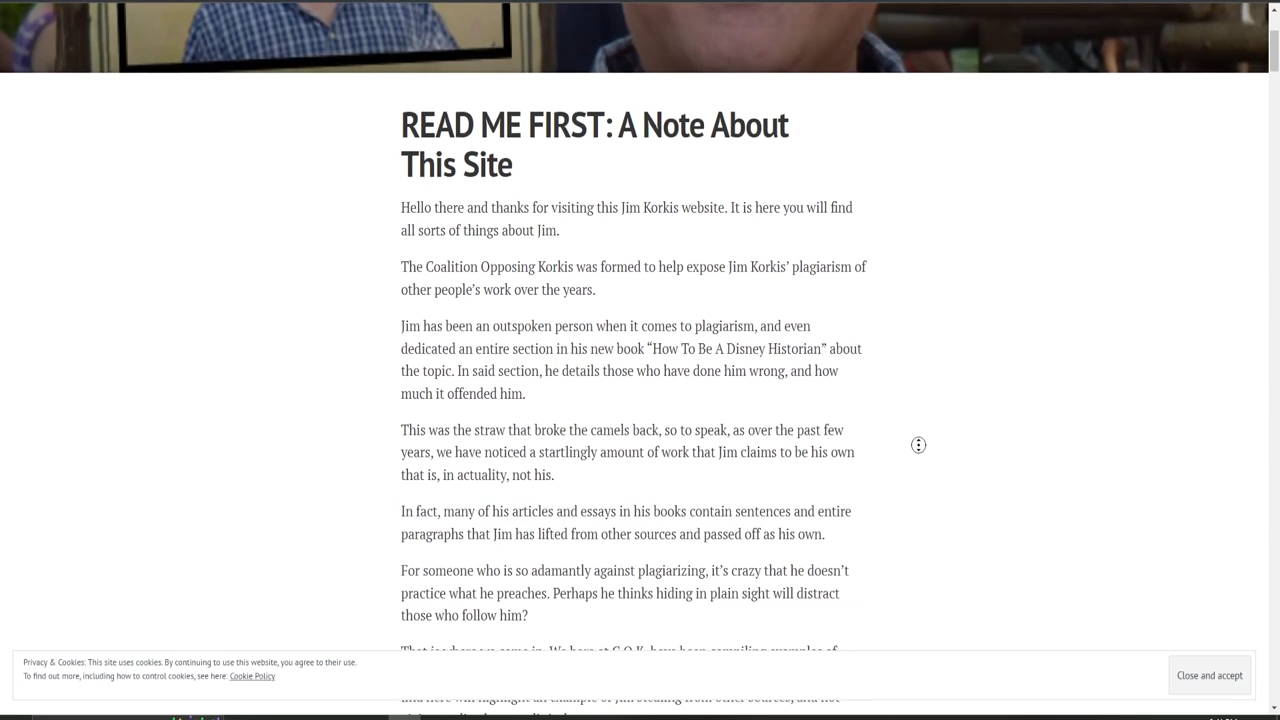 READ ME FIRST: A Note About
This Site
Hello there and thanks for visiting this Jim Korkis website. It is here you will find
all sorts of things about Jim.
The Coalition Opposing Korkis was formed to help expose Jim Korkis’ plagiarism of
other people’s work over the years.
Jim has been an outspoken person when it comes to plagiarism, and even
dedicated an entire section in his new book “How To Be A Disney Historian” about
the topic. In said section, he details those who have done him wrong, and how
much it offended him.
This was the straw that broke the camels back, so to speak, as over the past few
years, we have noticed a startlingly amount of work that Jim claims to be his own
that is, in actuality, not his.
In fact, many of his articles and essays in his books contain sentences and entire
paragraphs that Jim has lifted from other sources and passed off as his own.
For someone who is so adamantly against plagiarizing, it’s crazy that he doesn’t
practice what he preaches. Perhaps he thinks hiding in plain sight will distract
those who follow him?
Privacy & Cookies: This site uses cookies. By continuing to use this website, you agree to their use.
To find out more, including how to control cookies, see here: Cookie Policy
Close and accept